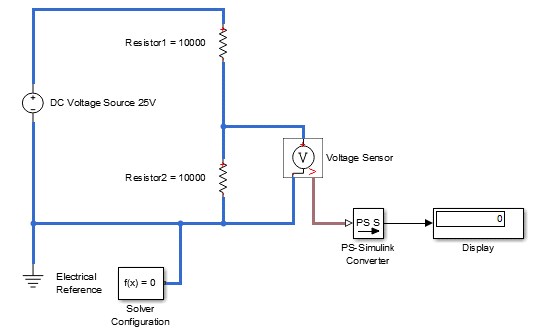 Resistor1 = 10000
DC Voltage Source 25V
V
Voltage Sensor
Resistor2 = 10000
PS S
0
PS-Simulink
Converter
Display
Electrical
Reference
f(x) = 0
Solver
Configuration